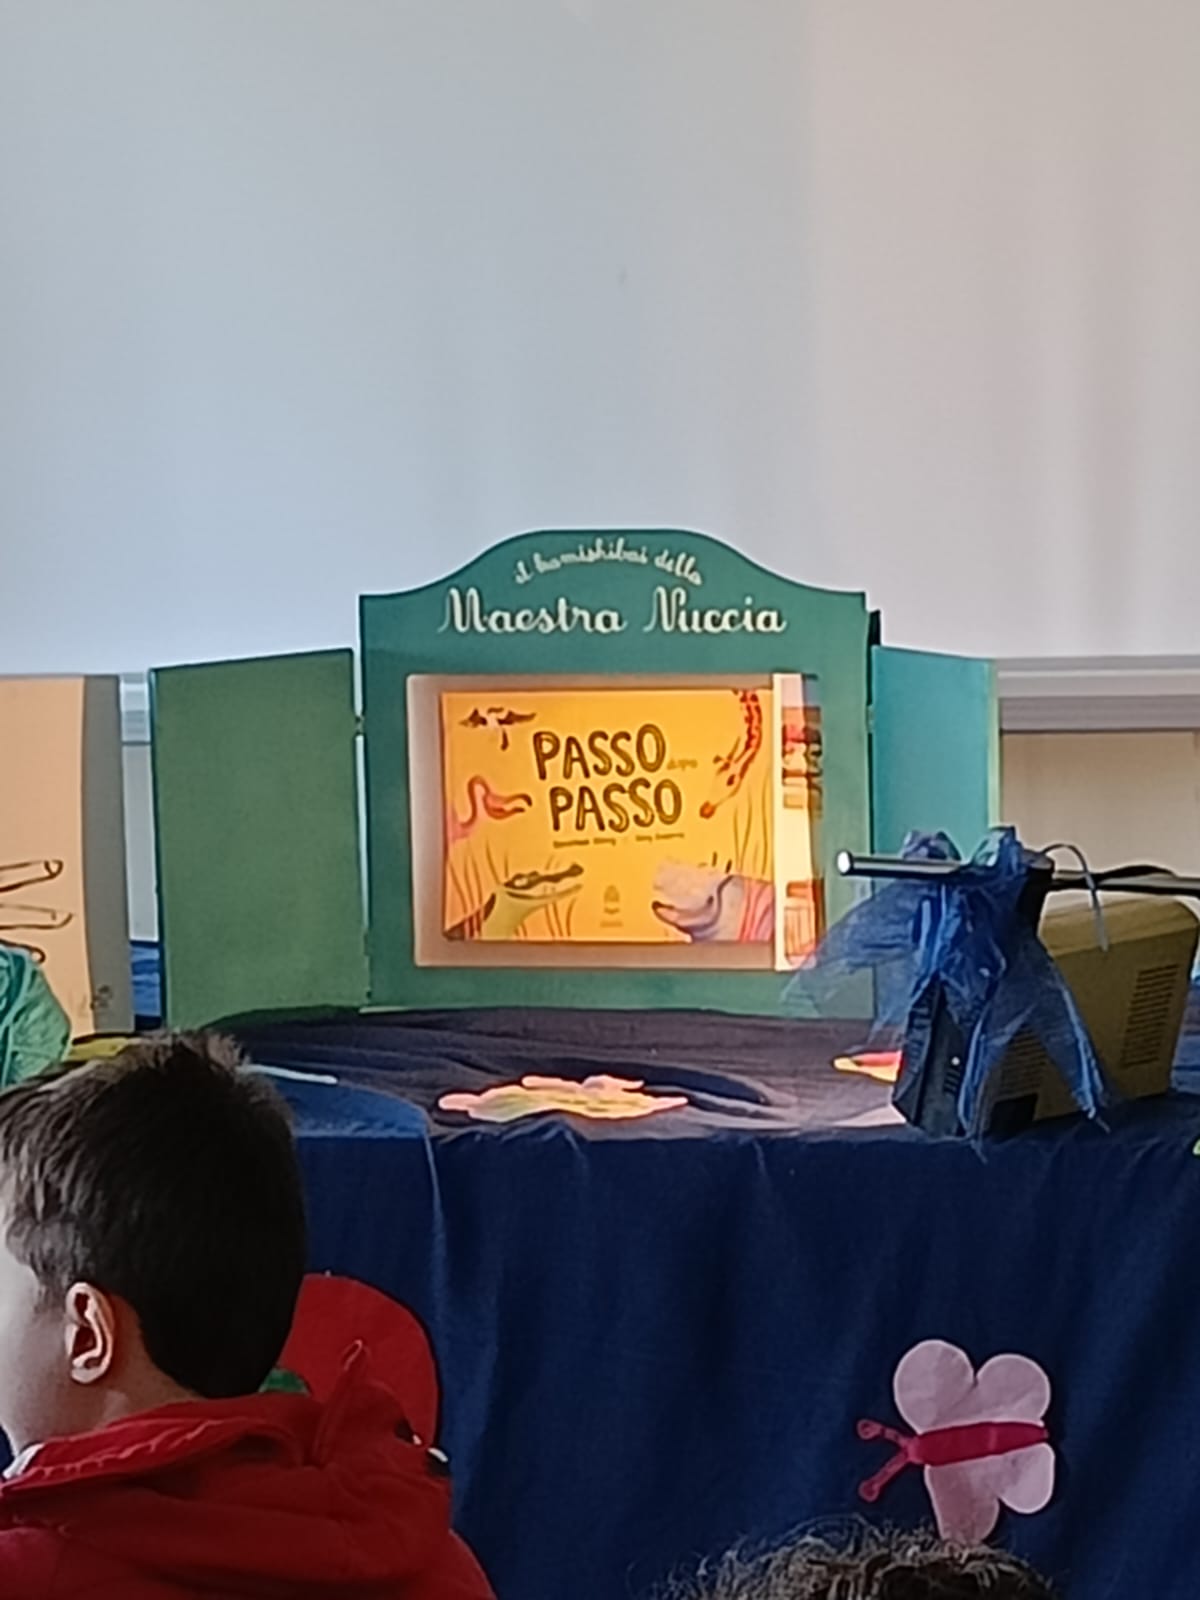 il kamishibai della
Maestra Nuccia
PASSO
dopo
PASSO